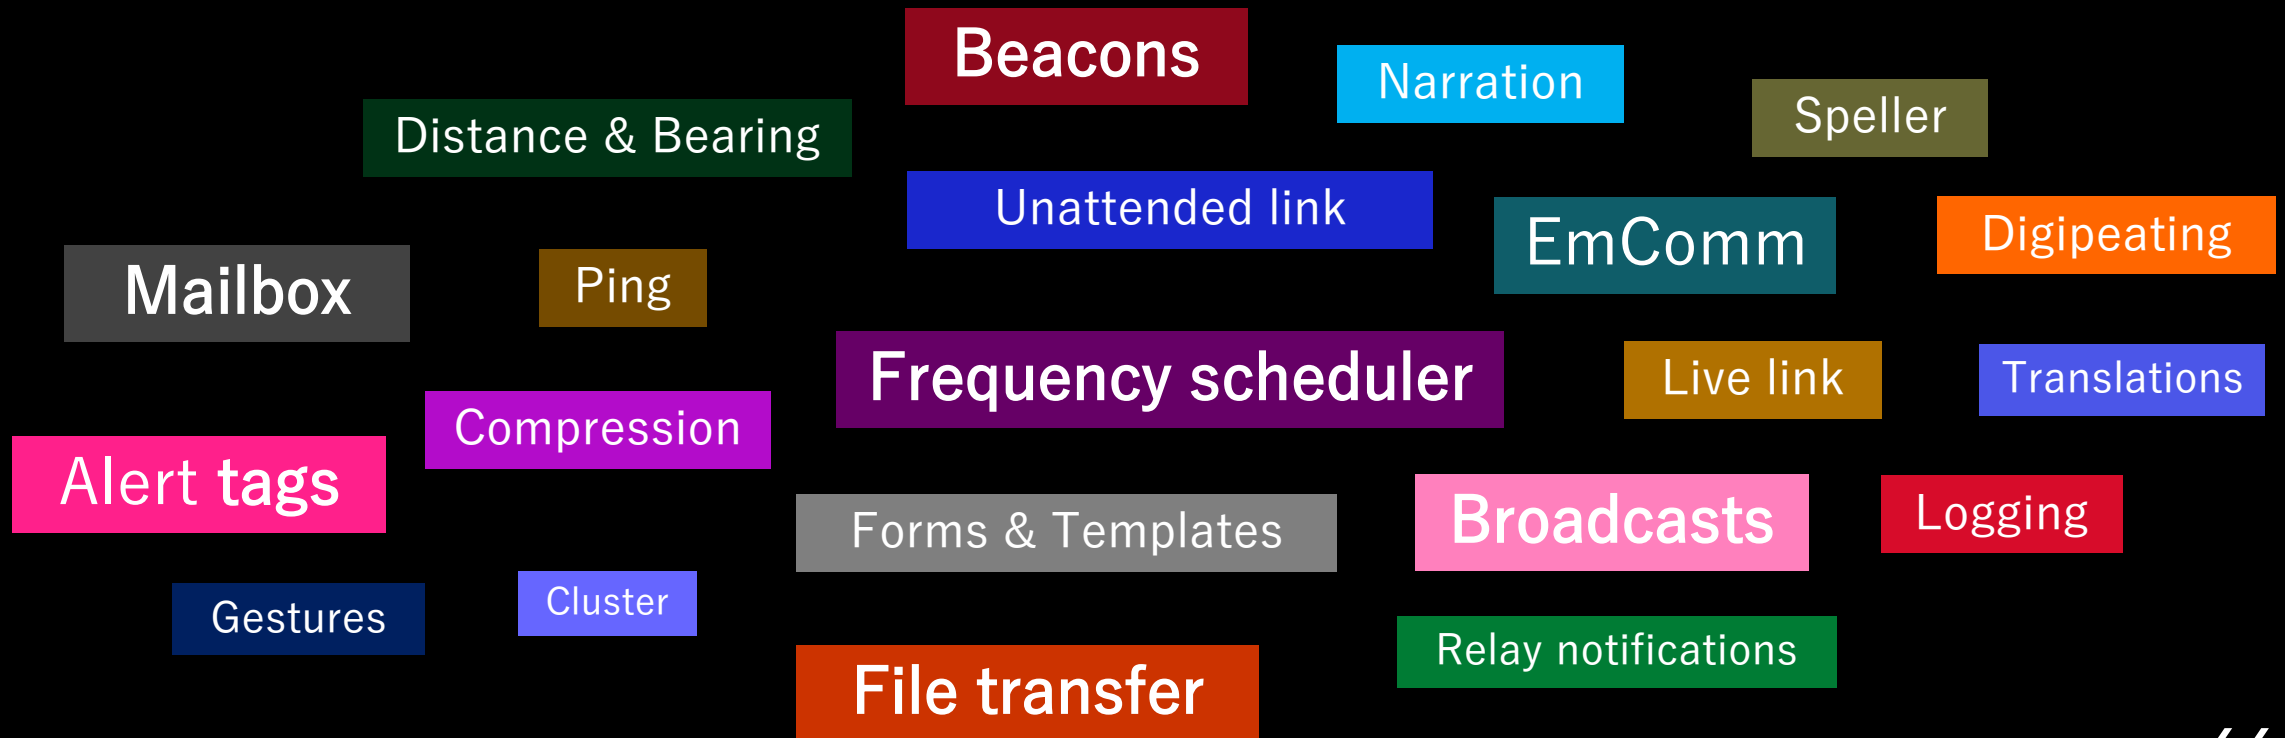 Beacons
Narration
Speller
Distance & Bearing
Unattended link
EmComm
Digipeating
Mailbox
Ping
Frequency scheduler
Live link
Translations
Compression
Alert tags
Forms & Templates
Broadcasts
Logging
Gestures
Cluster
Relay notifications
File transfer